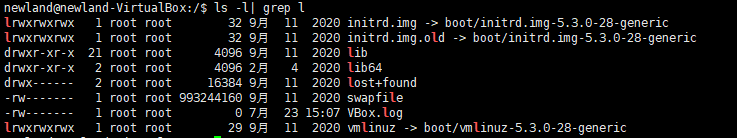 newland@newland-VirtualBox:/$ ls -l| grep l
lrwxrwxrwx 1 root root 32 9月 11 2020 initrd.img -> boot/initrd.img-5.3.0-28-generic
lrwxrwxrwx 1 root root 32 9月 11 2020 initrd.img.old -> boot/initrd.img-5.3.0-28-generic
drwxr-xr-x 21 root root 4096 9月 11 2020 lib
drwxr-xr-x 2 root root 4096 2月 4 2020 lib64
drwx------ 2 root root 16384 9月 11 2020 lost+found
-rw------- 1 root root 993244160 9月 11 2020 swapfile
-rw------- 1 root root 0 7月 23 15:07 VBox.log
lrwxrwxrwx 1 root root 29 9月 11 2020 vmlinuz -> boot/vmlinuz-5.3.0-28-generic